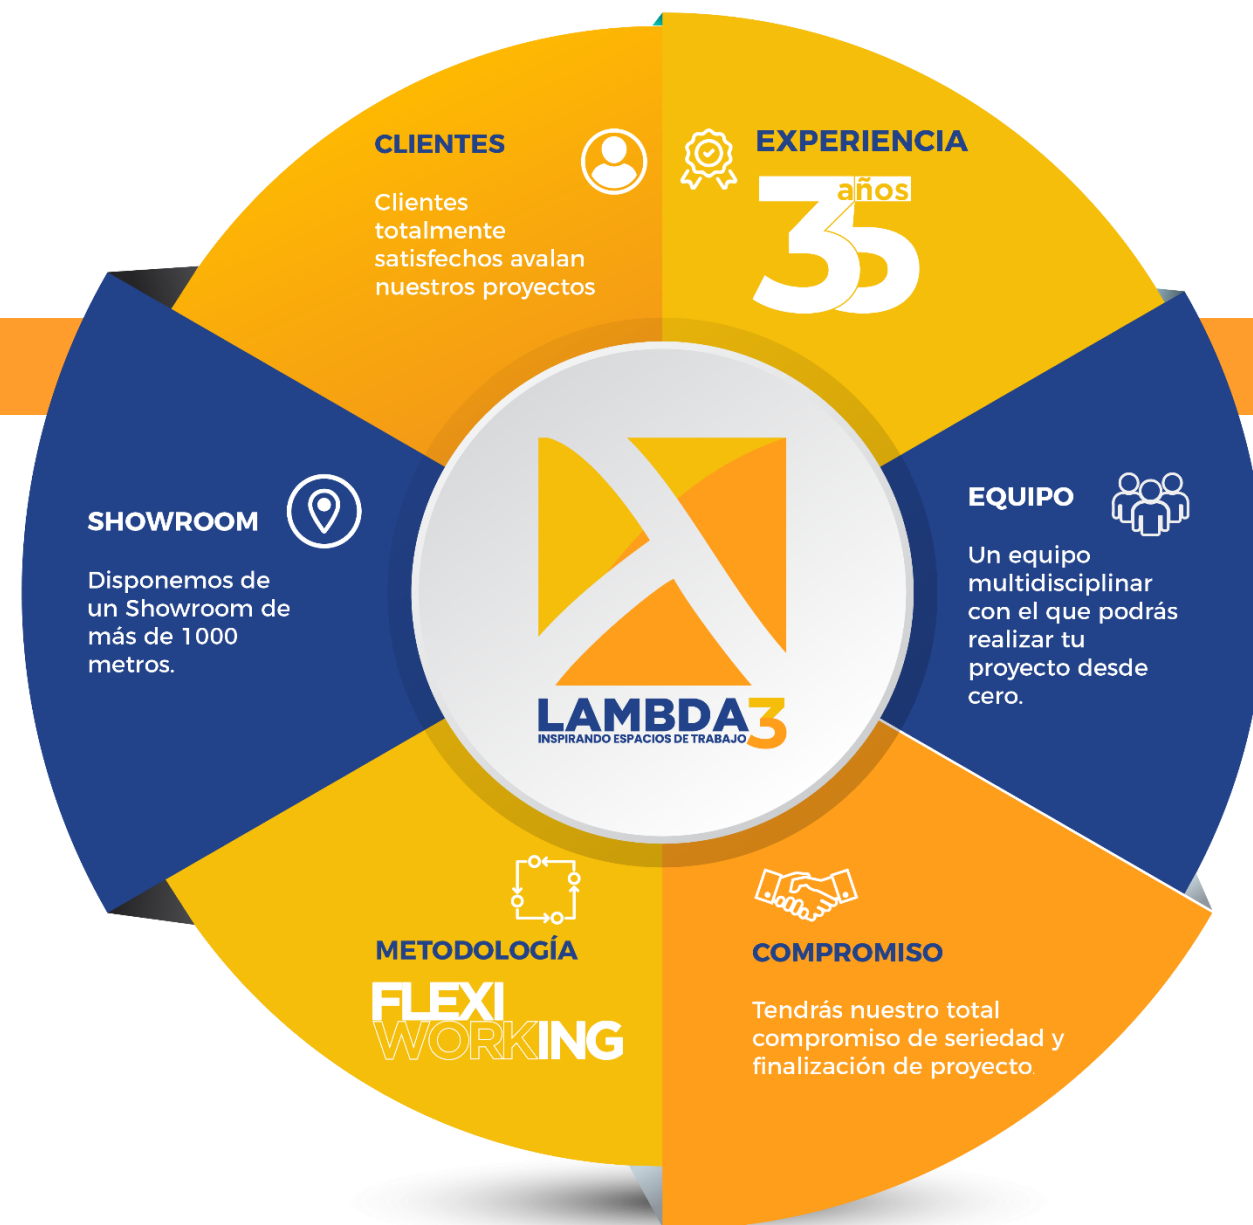 CLIENTES
Clientes
totalmente
satisfechos avalan
nuestros proyectos
EXPERIENCIA
años
35
SHOWROOM
Disponemos de
un Showroom de
más de 1000
metros.
EQUIPO
Un equipo
multidisciplinar
con el que podrás
realizar tu
proyecto desde
cero.
LAMBDA3
INSPIRANDO ESPACIOS DE TRABAJO
METODOLOGÍA
FLEXI
WORKING
COMPROMISO
Tendrás nuestro total
compromiso de seriedad y
finalización de proyecto.